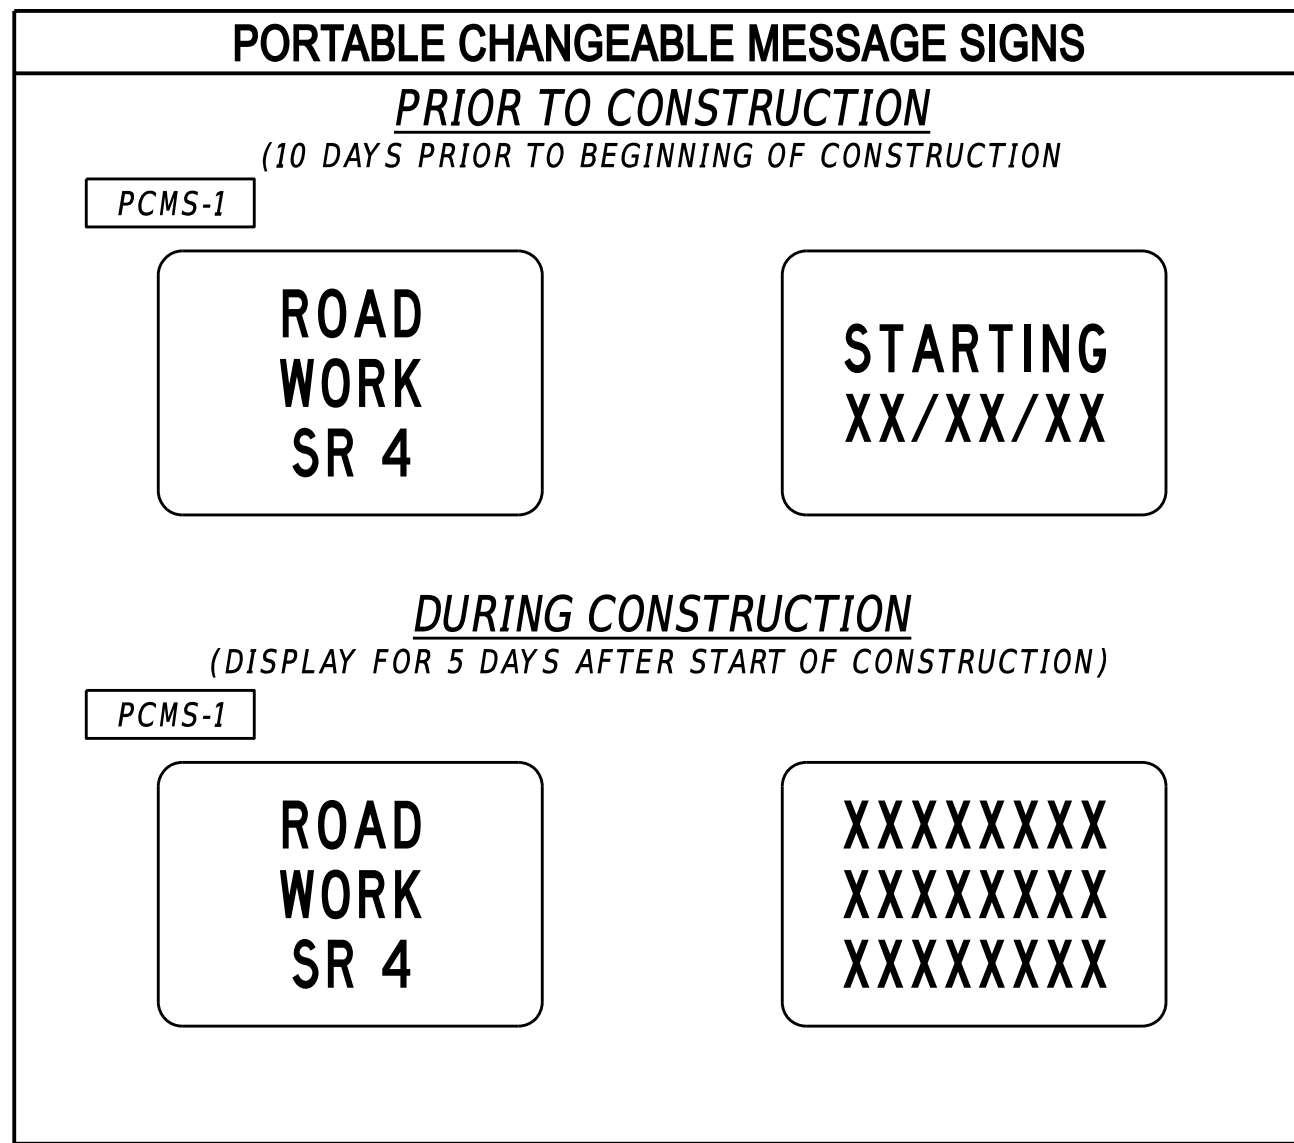 PORTABLE CHANGEABLE MESSAGE SIGNS
PRIOR TO CONSTRUCTION
(10 DAYS PRIOR TO BEGINNING OF CONSTRUCTION
PCMS-1
ROAD
WORK
SR 4
STARTING
XX/XX/XX
DURING CONSTRUCTION
(DISPLAY FOR 5 DAYS AFTER START OF CONSTRUCTION)
PCMS-1
ROAD
WORK
SR 4
XXXXXXXX
XXXXXXXX
XXXXXXXX